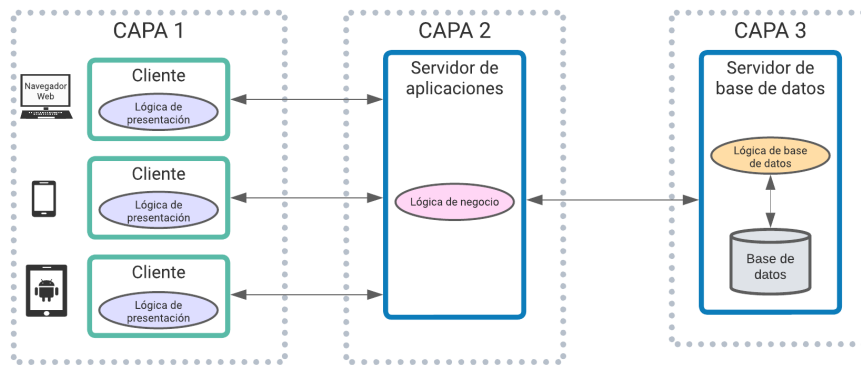 CAPA 1
CAPA 2
CAPA 3
Navegador
Web
Cliente
Lógica de
presentación
Cliente
Lógica de
presentación
Cliente
Lógica de
presentación
Servidor de
aplicaciones
Lógica de negocio
Servidor de
base de datos
Lógica de base
de datos
Base de
datos